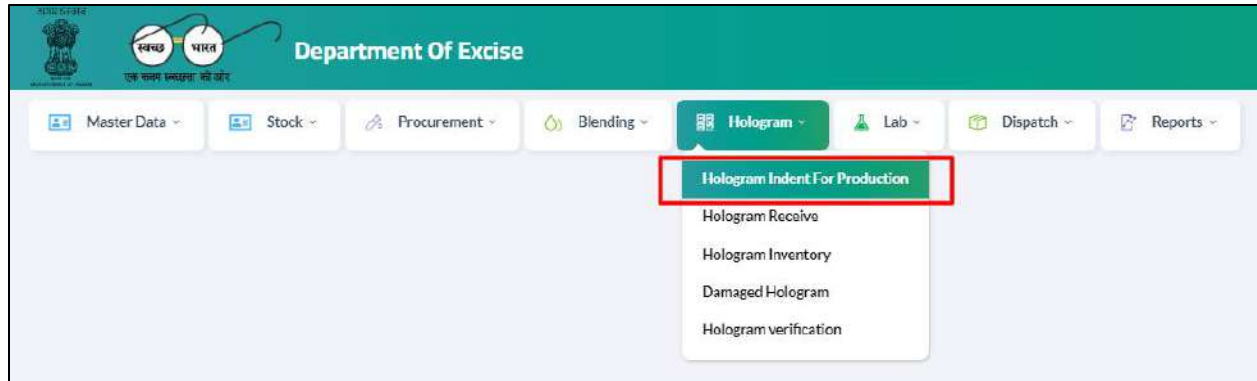 स्वच्छ भारत
एक कदम स्वच्छता की ओर
Department Of Excise
Master Data
Stock
Procurement
Blending
Hologram
Lab
Dispatch
Reports
Hologram Indent For Production
Hologram Receive
Hologram Inventory
Damaged Hologram
Hologram verification